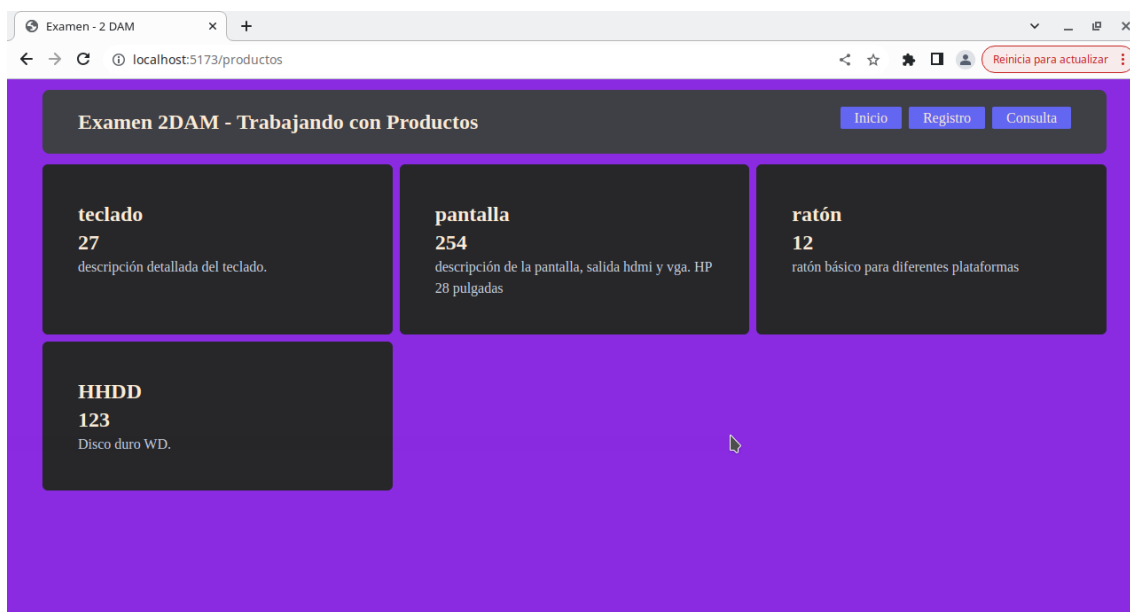 Examen - 2 DAM
localhost:5173/productos
Reinicia para actualizar
Examen 2DAM - Trabajando con Productos
Inicio
Registro
Consulta
teclado
27
descripción detallada del teclado.
pantalla
254
descripción de la pantalla, salida hdmi y vga. HP
28 pulgadas
ratón
12
ratón básico para diferentes plataformas
HHDD
123
Disco duro WD.